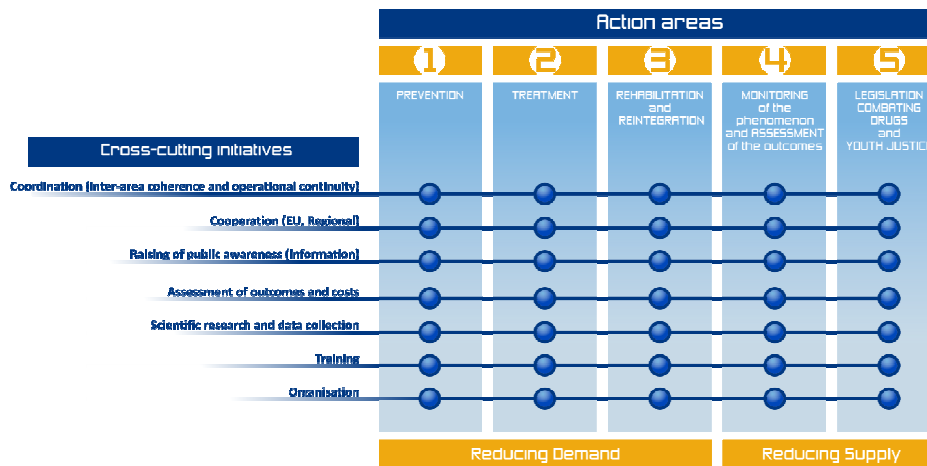 Action areas
1 2 3 4 5
PREVENTION
TREATMENT
REHABILITATION
and
REINTEGRATION
MONITORING
of the
phenomenon
and ASSESSMENT
of the outcomes
LEGISLATION
COMBATING
DRUGS
and
YOUTH JUSTICE
Cross-cutting initiatives
Coordination (Inter-area coherence and operational continuity)
Cooperation (EU, Regional)
Raising of public awareness (Information)
Assessment of outcomes and costs
Scientific research and data collection
Training
Organisation
Reducing Demand
Reducing Supply